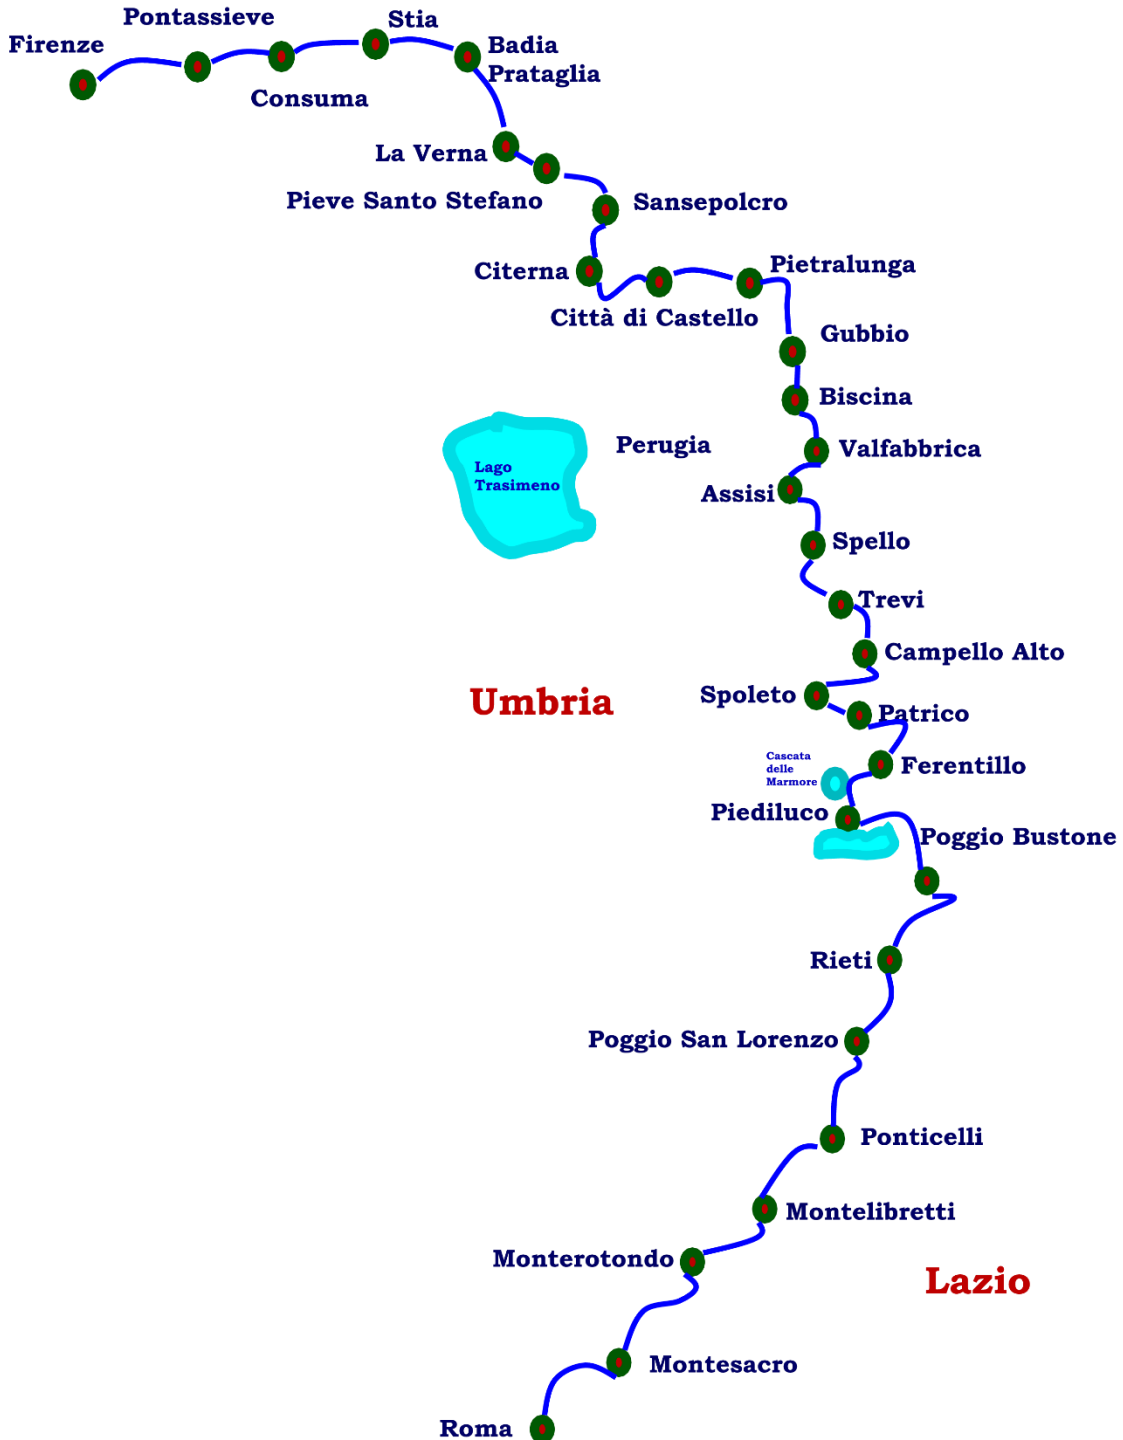 Pontassieve
Stia
Firenze
Badia
Prataglia
Consuma
La Verna
Pieve Santo Stefano
Sansepolcro
Citerna
Pietralunga
Città di Castello
Gubbio
Biscina
Perugia
Valfabbrica
Lago
Trasimeno
Assisi
Spello
Trevi
Campello Alto
Umbria
Spoleto
Patrico
Cascata
delle
Marmore
Ferentillo
Piediluco
Poggio Bustone
Rieti
Poggio San Lorenzo
Ponticelli
Montelibretti
Monterotondo
Lazio
Montesacro
Roma